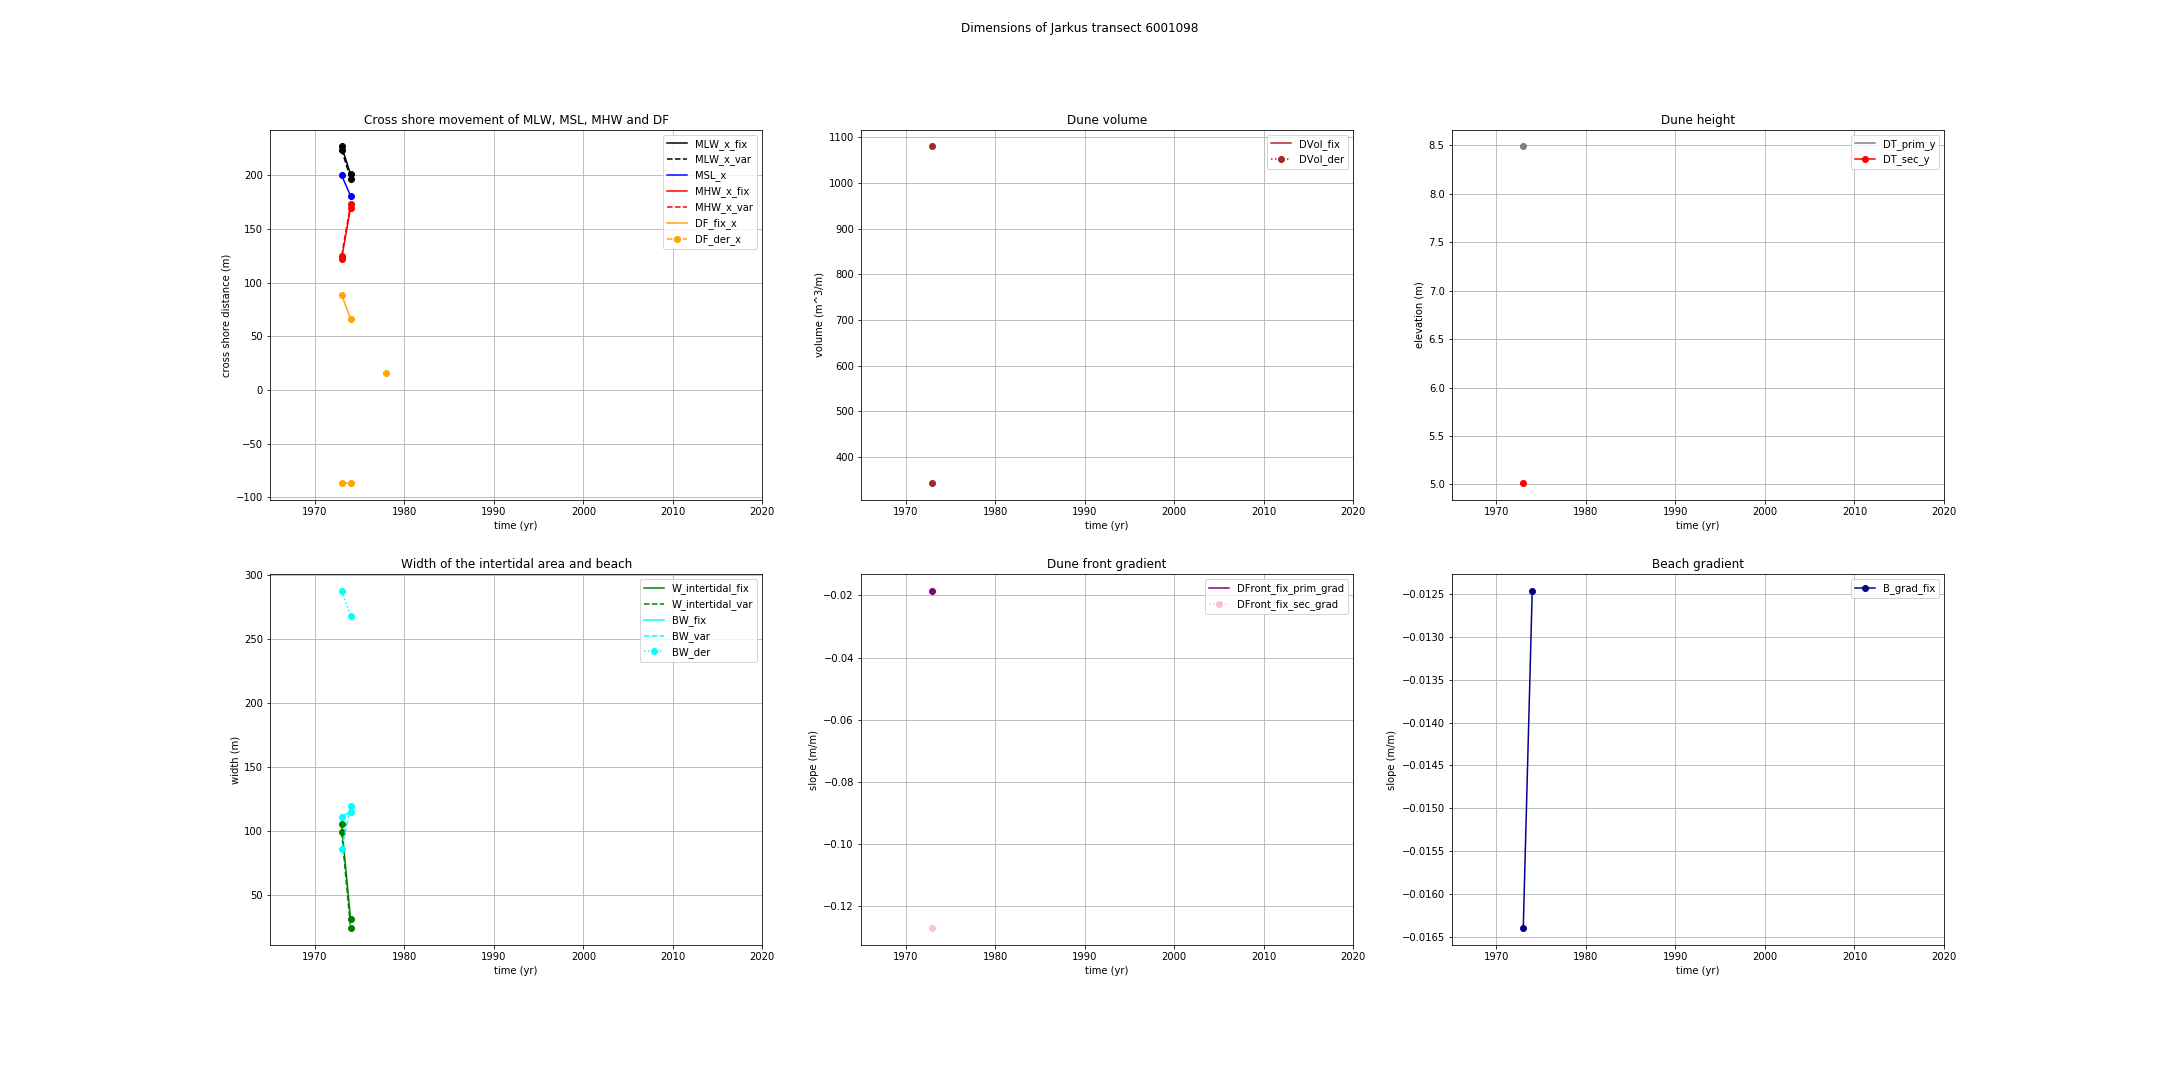 Dimensions of Jarkus transect 6001098
Cross shore movement of MLW, MSL, MHW and DF
cross shore distance (m)
200
150
100
50
0
−50
−100
1970 1980 1990 2000 2010 2020
time (yr)
MLW_x_fix
MLW_x_var
MSL_x
MHW_x_fix
MHW_x_var
DF_fix_x
DF_der_x
Dune volume
volume (m^3/m)
1100
1000
900
800
700
600
500
400
1970 1980 1990 2000 2010 2020
time (yr)
DVol_fix
DVol_der
Dune height
elevation (m)
8.5
8.0
7.5
7.0
6.5
6.0
5.5
5.0
1970 1980 1990 2000 2010 2020
time (yr)
DT_prim_y
DT_sec_y
Width of the intertidal area and beach
width (m)
300
250
200
150
100
50
1970 1980 1990 2000 2010 2020
time (yr)
W_intertidal_fix
W_intertidal_var
BW_fix
BW_var
BW_der
Dune front gradient
slope (m/m)
−0.02
−0.04
−0.06
−0.08
−0.10
−0.12
1970 1980 1990 2000 2010 2020
time (yr)
DFront_fix_prim_grad
DFront_fix_sec_grad
Beach gradient
slope (m/m)
−0.0125
−0.0130
−0.0135
−0.0140
−0.0145
−0.0150
−0.0155
−0.0160
−0.0165
1970 1980 1990 2000 2010 2020
time (yr)
B_grad_fix